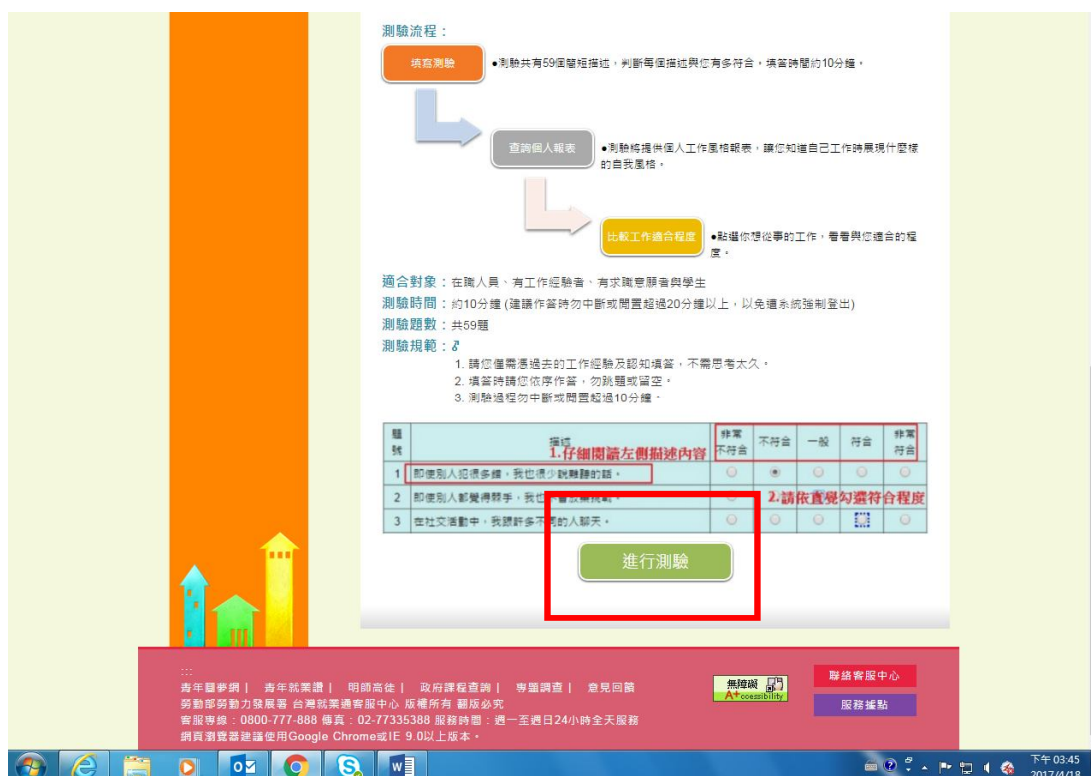 測驗流程：
填寫測驗
●測驗共有59個簡短描述，判斷每個描述與您有多符合，填答時間約10分鐘。
查詢個人報表
●測驗將提供個人工作風格報表，讓您知道自己工作時展現什麼樣
的自我風格。
比較工作適合程度
●點選你想從事的工作，看看與您適合的程
度。
適合對象：在職人員、有工作經驗者、有求職意願者與學生
測驗時間：約10分鐘 (建議作答時勿中斷或閒置超過20分鐘以上，以免遭系統強制登出)
測驗題數：共59題
測驗規範：
1. 請您僅需憑過去的工作經驗及認知填答，不需思考太久。
2. 填答時請您依序作答，勿跳題或留空。
3. 測驗過程勿中斷或閒置超過10分鐘。
題號 描述 非常不符合 不符合 一般 符合 非常符合
1.仔細閱讀左側描述內容
1 即使別人犯很多錯，我也很少說難聽的話。
2 即使別人都覺得棘手，我也
2.請依直覺勾選符合程度
3 在社交活動中，我跟許多不同的人聊天。
進行測驗
:::
青年圓夢網 | 青年就業讚 | 明師高徒 | 政府課程查詢 | 專題調查 | 意見回饋
勞動部勞動力發展署 台灣就業通客服中心 版權所有 翻版必究
客服專線：0800-777-888 傳真：02-77335388 服務時間：週一至週日24小時全天服務
網頁瀏覽器建議使用Google Chrome或IE 9.0以上版本。
無障礙
A+ccessibility
聯絡客服中心
服務據點
下午 03:45
2017/4/18